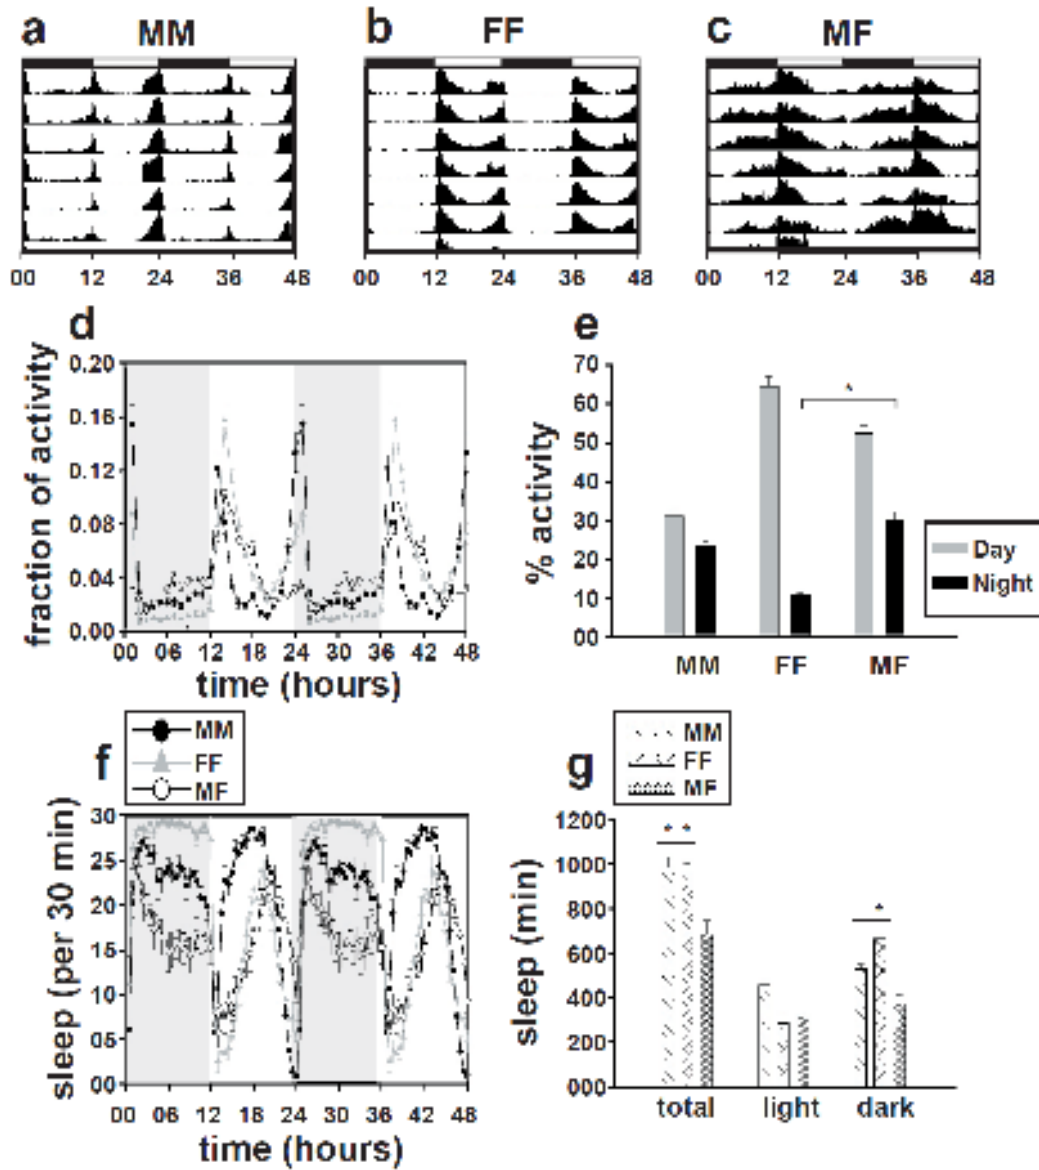 a MM b FF c MF
00 12 24 36 48 00 12 24 36 48 00 12 24 36 48
d
fraction of activity
0.20
0.16
0.12
0.08
0.04
0.00
00 06 12 18 24 30 36 42 48
time (hours)
e
% activity
70
60
50
40
30
20
10
00
*
Day
Night
MM FF MF
f
MM
FF
MF
sleep (per 30 min)
30
25
20
15
10
05
00
00 06 12 18 24 30 36 42 48
time (hours)
g
MM
FF
MF
sleep (min)
1200
1000
800
600
400
200
000
* *
*
total light dark